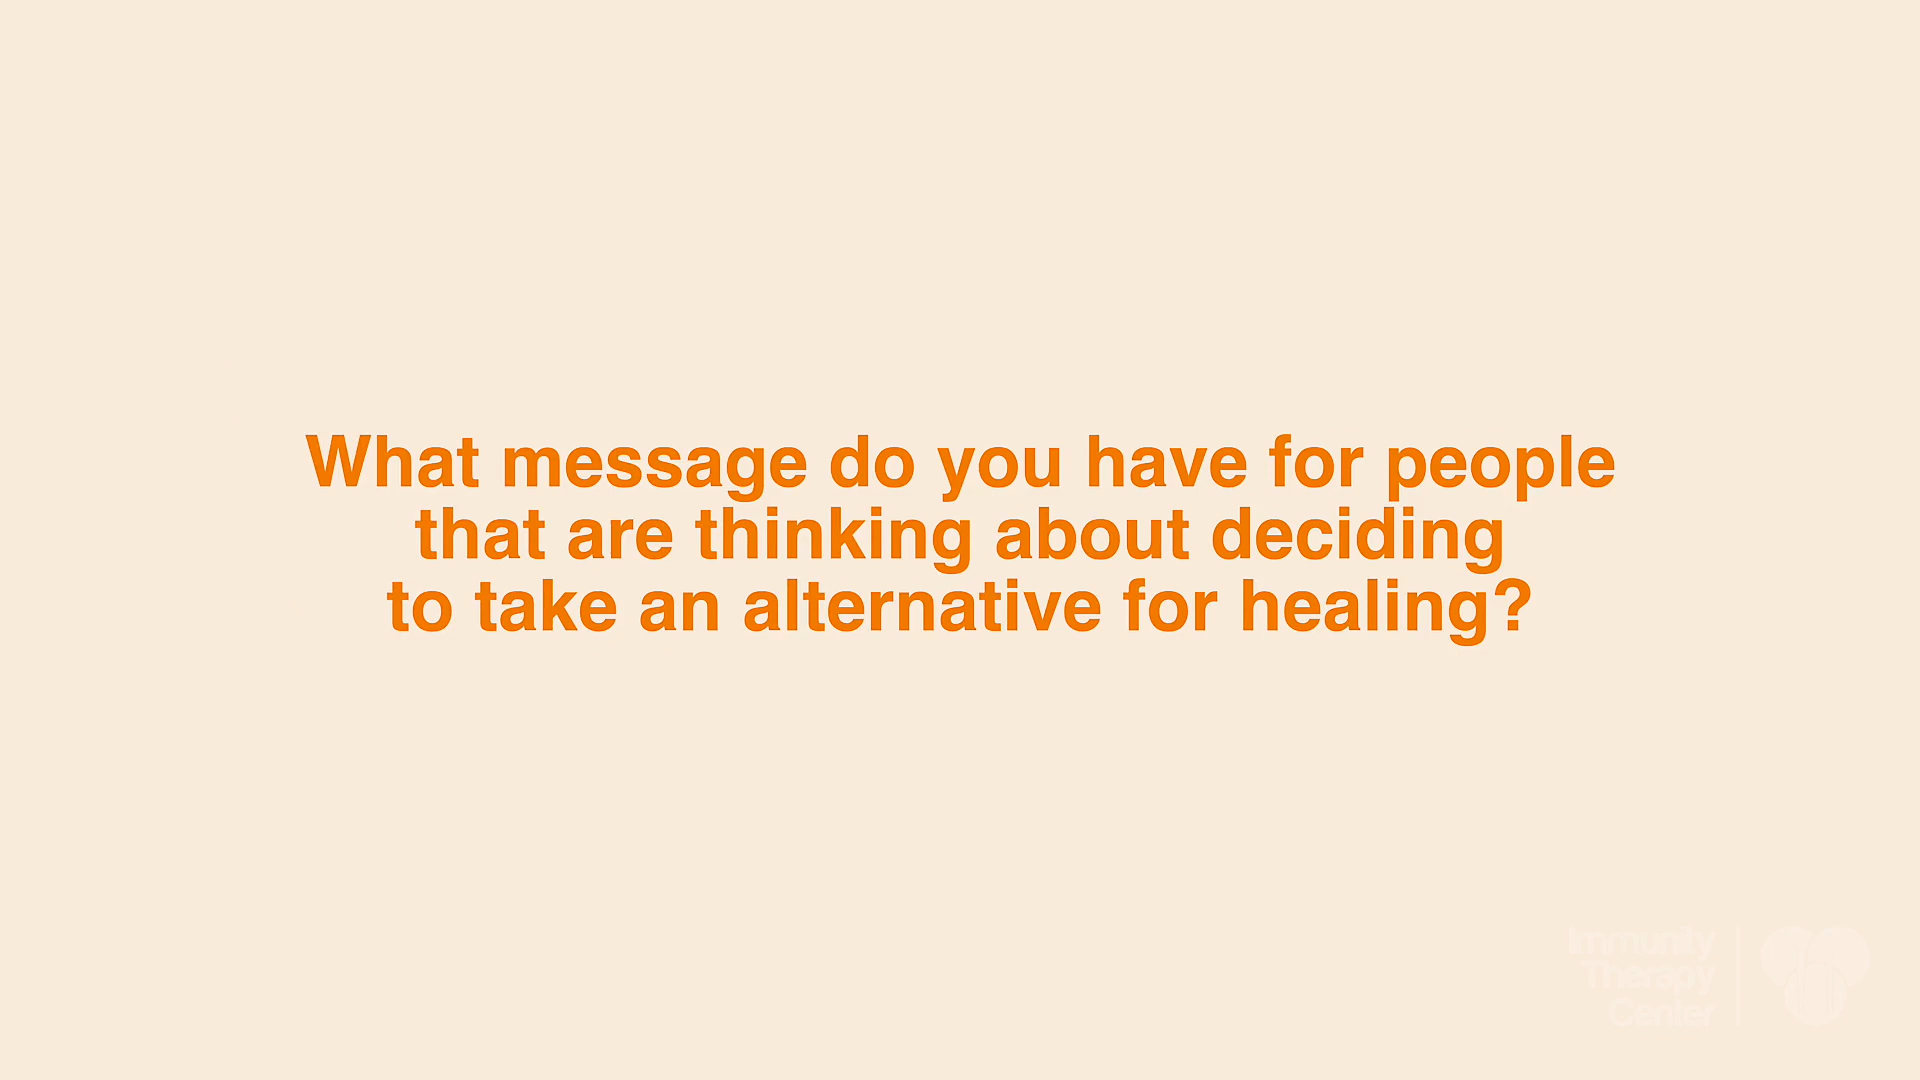 What message do you have for people
that are thinking about deciding
to take an alternative for healing?
Immunity
Therapy
Center